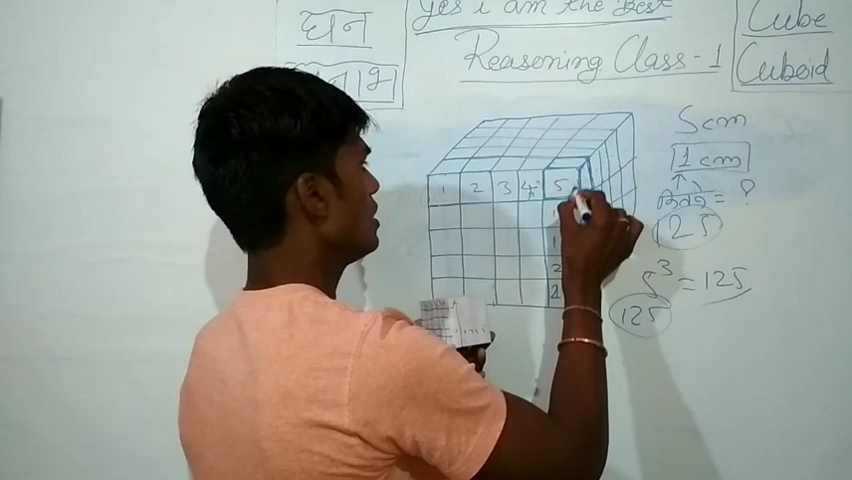 घन
Yes i am the Best
Reasoning Class-1
Cube
Cuboid
5cm
1cm
= ?
125
5³ = 125
125
1 2 3 4 5
1
2
2